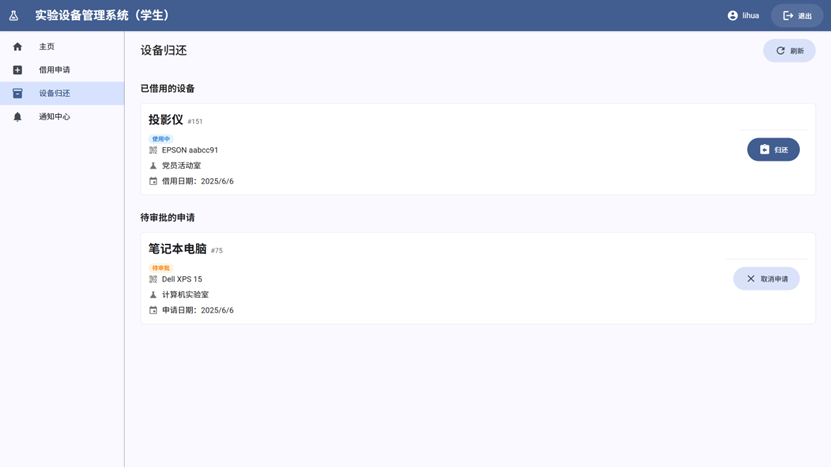 实验设备管理系统（学生）
lihua
退出
主页
借用申请
设备归还
通知中心
设备归还
刷新
已借用的设备
投影仪 #151
使用中
EPSON aabcc91
党员活动室
借用日期：2025/6/6
归还
待审批的申请
笔记本电脑 #75
待审批
Dell XPS 15
计算机实验室
申请日期：2025/6/6
取消申请